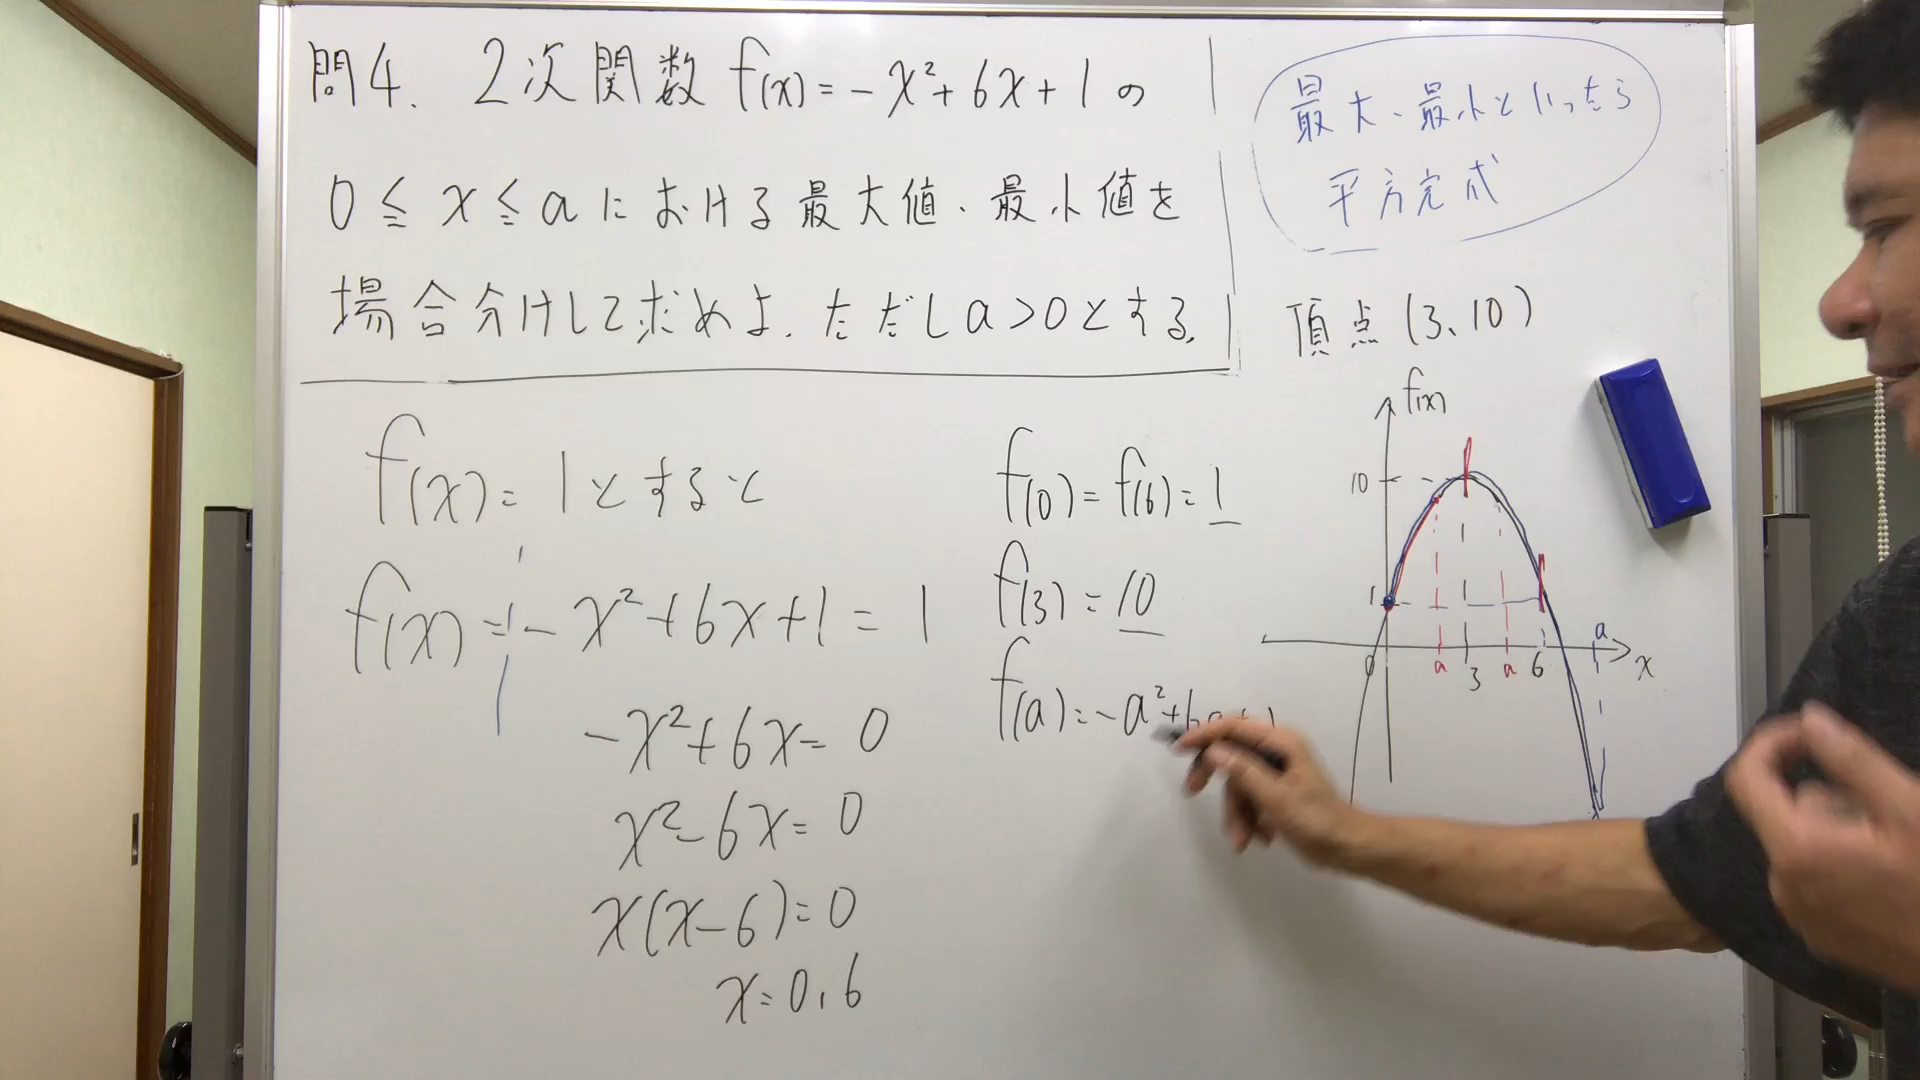 問4. 2次関数 f(x)=-x²+6x+1 の
0≦x≦aにおける最大値、最小値を
場合分けして求めよ. ただしa>0とする.
最大、最小といったら
平方完成
頂点(3、10)
f(x)=1とすると
f(x)=-x²+6x+1=1
-x²+6x=0
x²-6x=0
x(x-6)=0
x=0,6
f(0)=f(6)=1
f(3)=10
f(a)=-a²+6a+1
f(x)
10
1
0 a 3 a 6 a x